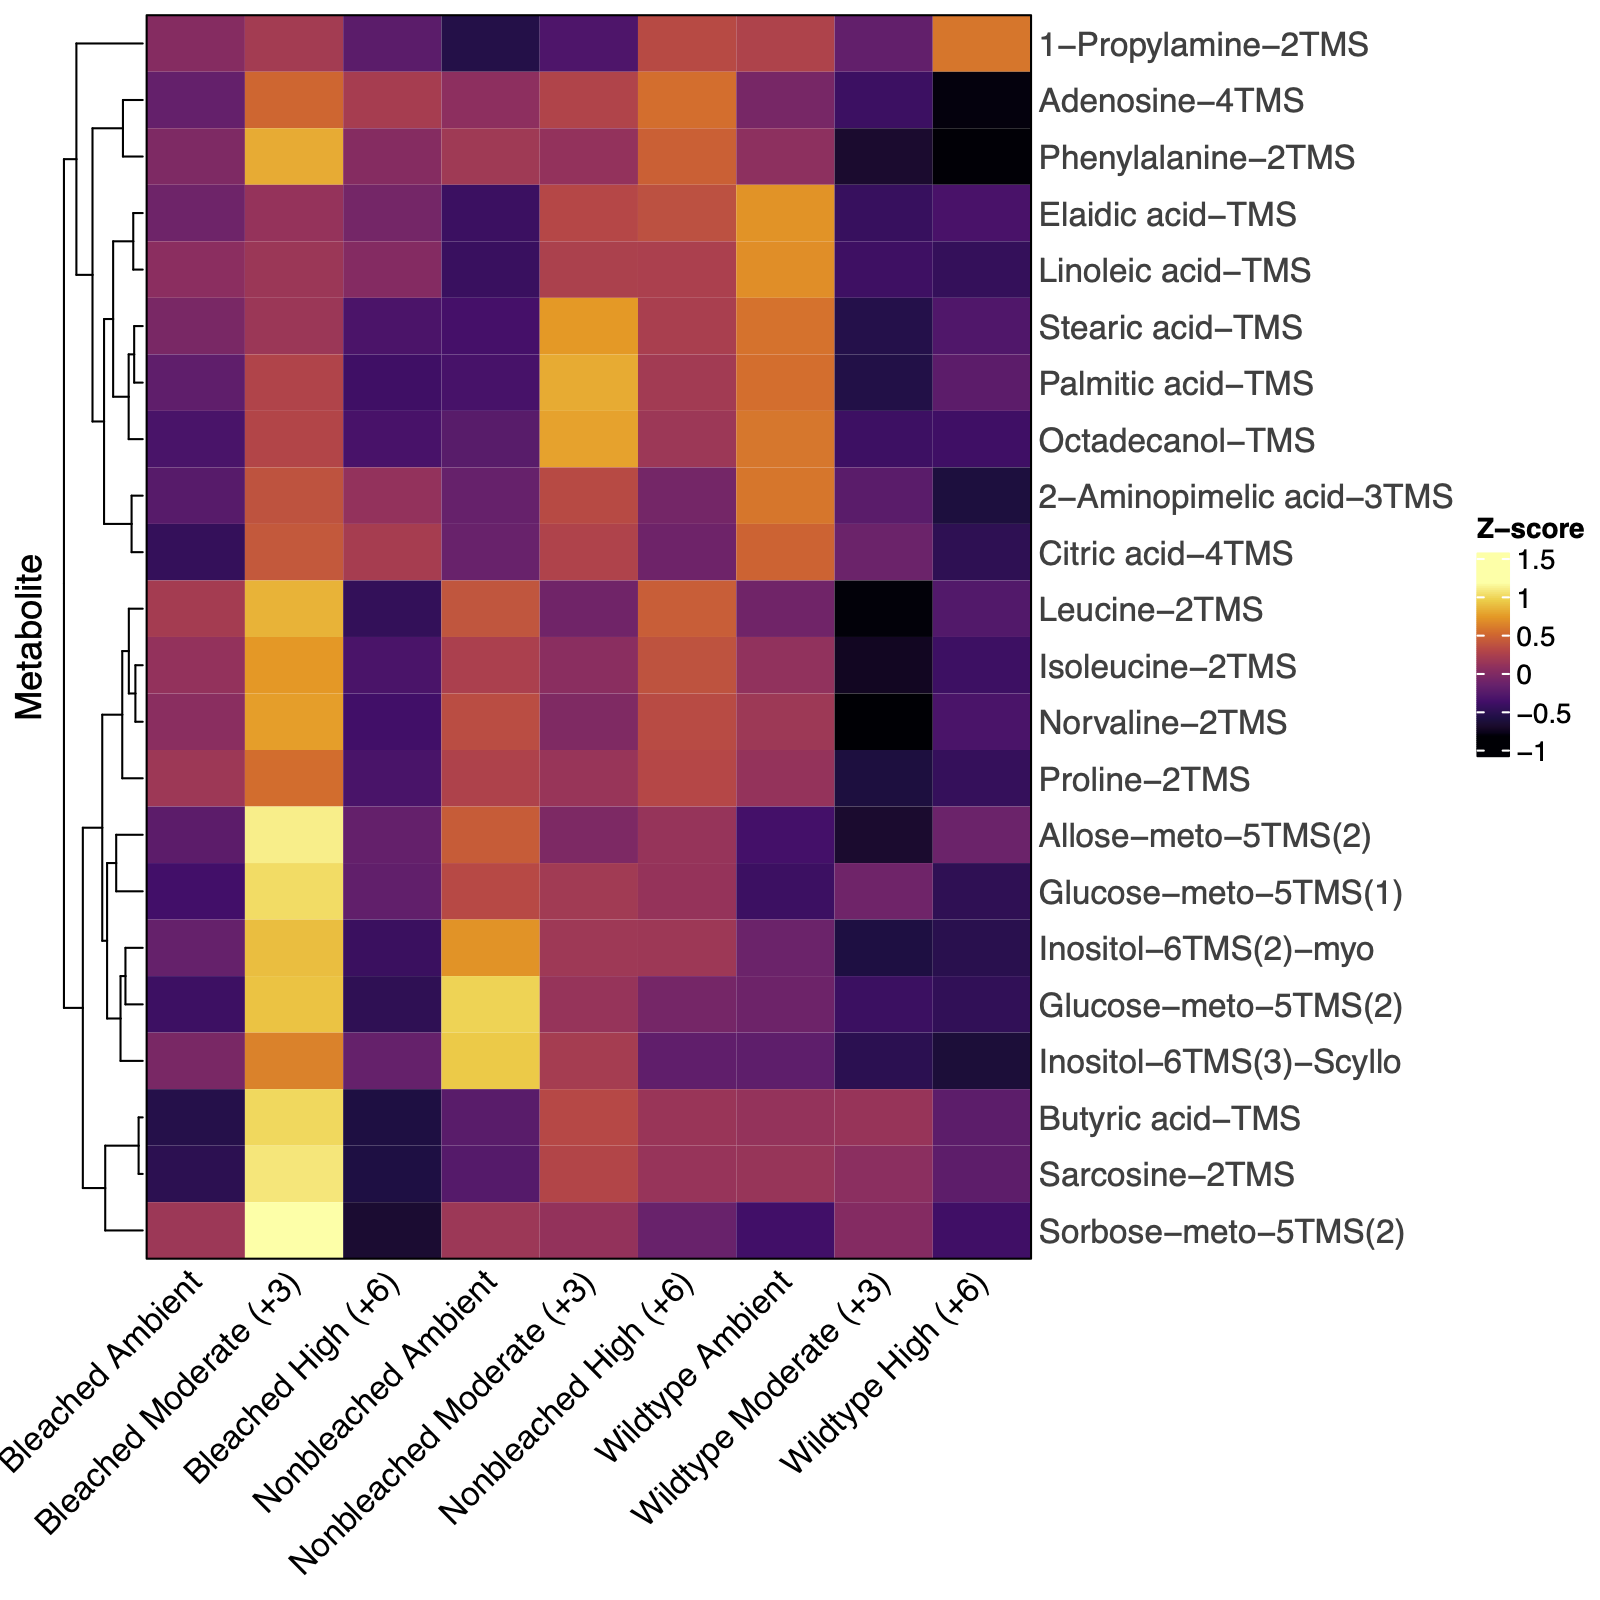 1−Propylamine−2TMS
Adenosine−4TMS
Phenylalanine−2TMS
Elaidic acid−TMS
Linoleic acid−TMS
Stearic acid−TMS
Palmitic acid−TMS
Octadecanol−TMS
2−Aminopimelic acid−3TMS
Citric acid−4TMS
Leucine−2TMS
Isoleucine−2TMS
Norvaline−2TMS
Proline−2TMS
Allose−meto−5TMS(2)
Glucose−meto−5TMS(1)
Inositol−6TMS(2)−myo
Glucose−meto−5TMS(2)
Inositol−6TMS(3)−Scyllo
Butyric acid−TMS
Sarcosine−2TMS
Sorbose−meto−5TMS(2)
Metabolite
Z−score
1.5
1
0.5
0
−0.5
−1
Bleached Ambient
Bleached Moderate (+3)
Bleached High (+6)
Nonbleached Ambient
Nonbleached Moderate (+3)
Nonbleached High (+6)
Wildtype Ambient
Wildtype Moderate (+3)
Wildtype High (+6)